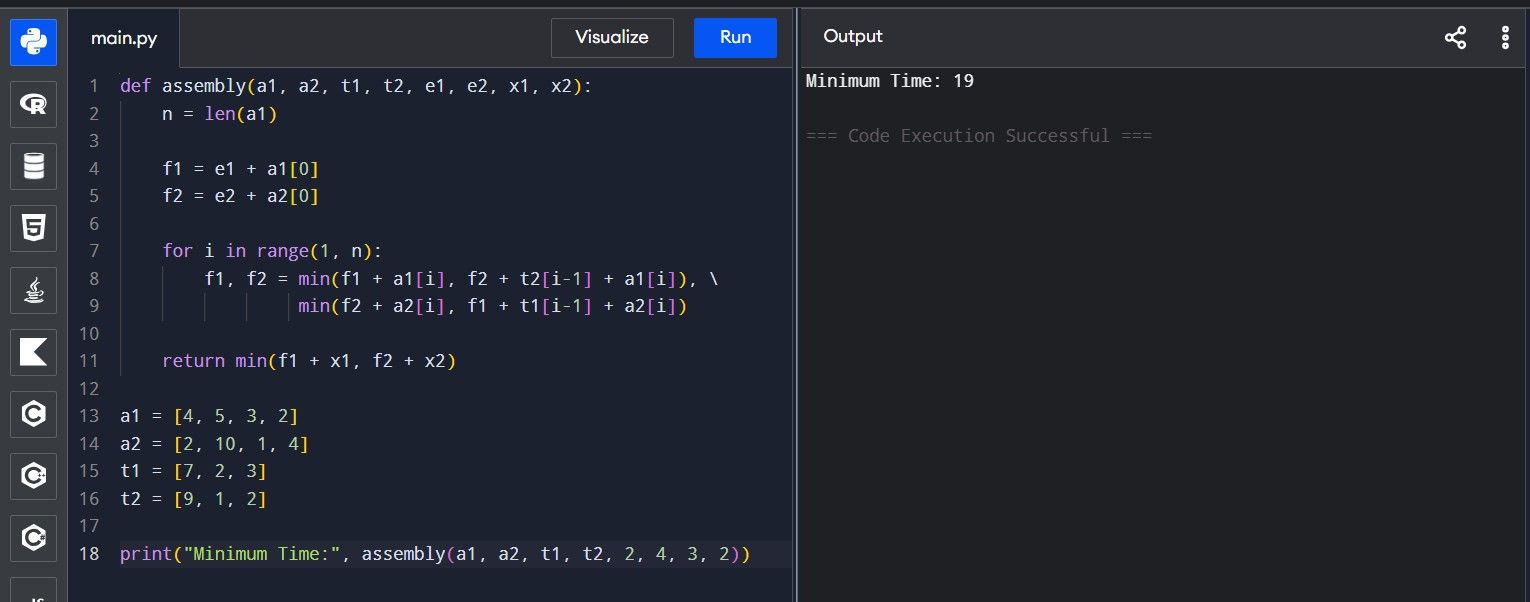 main.py
Visualize
Run
Output
1 def assembly(a1, a2, t1, t2, e1, e2, x1, x2):
2     n = len(a1)
3
4     f1 = e1 + a1[0]
5     f2 = e2 + a2[0]
6
7     for i in range(1, n):
8         f1, f2 = min(f1 + a1[i], f2 + t2[i-1] + a1[i]), \
9                  min(f2 + a2[i], f1 + t1[i-1] + a2[i])
10
11     return min(f1 + x1, f2 + x2)
12
13 a1 = [4, 5, 3, 2]
14 a2 = [2, 10, 1, 4]
15 t1 = [7, 2, 3]
16 t2 = [9, 1, 2]
17
18 print("Minimum Time:", assembly(a1, a2, t1, t2, 2, 4, 3, 2))
Minimum Time: 19
=== Code Execution Successful ===
R
5
C
C
C
JS